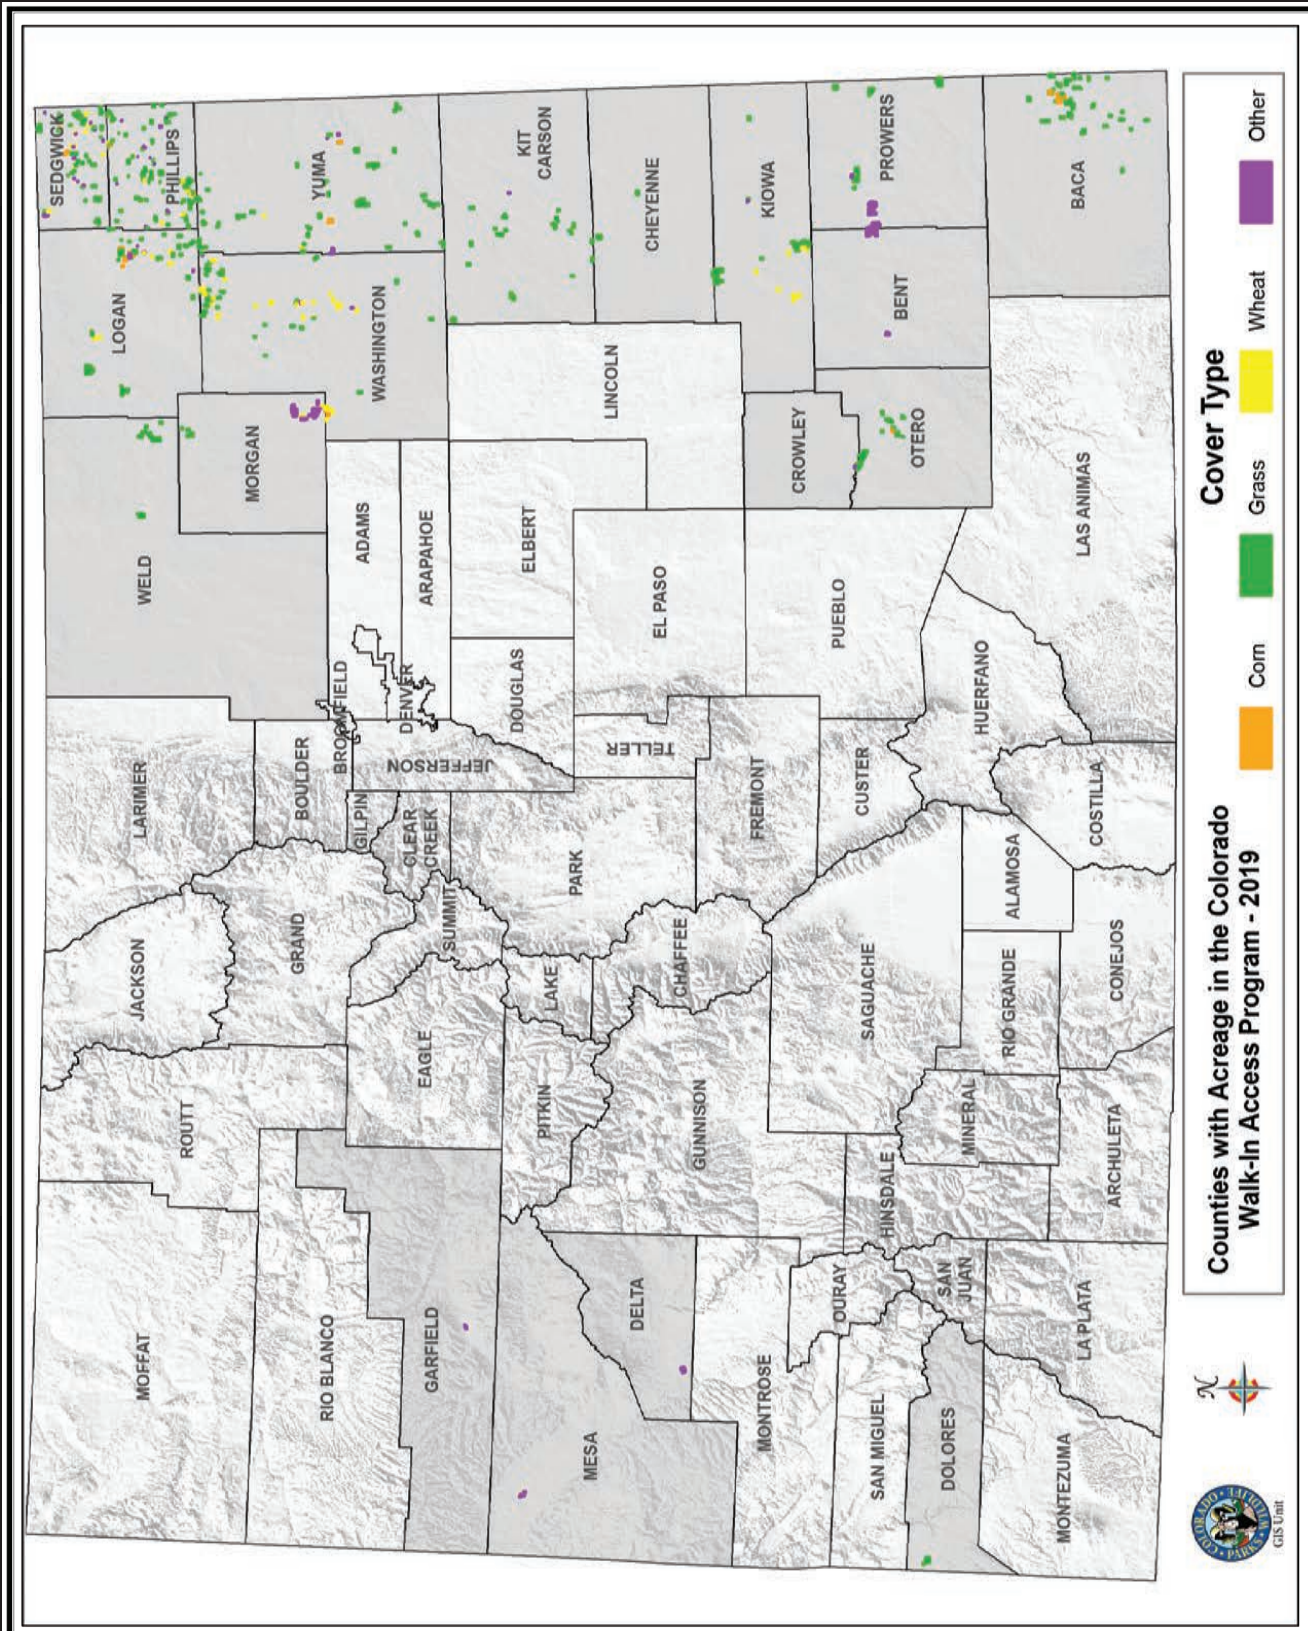 MOFFAT
ROUTT
JACKSON
LARIMER
WELD
LOGAN
SEDGWICK
PHILLIPS
RIO BLANCO
GRAND
BOULDER
MORGAN
YUMA
WASHINGTON
GARFIELD
EAGLE
SUMMIT
GILPIN
CLEAR
CREEK
BROOMFIELD
JEFFERSON
DENVER
ADAMS
ARAPAHOE
MESA
PITKIN
LAKE
PARK
DOUGLAS
ELBERT
LINCOLN
KIT
CARSON
DELTA
GUNNISON
CHAFFEE
TELLER
EL PASO
CHEYENNE
MONTROSE
OURAY
SAGUACHE
FREMONT
CUSTER
PUEBLO
CROWLEY
KIOWA
SAN MIGUEL
HINSDALE
OTERO
BENT
PROWERS
DOLORES
SAN
JUAN
MINERAL
RIO GRANDE
ALAMOSA
HUERFANO
MONTEZUMA
LA PLATA
ARCHULETA
CONEJOS
COSTILLA
LAS ANIMAS
BACA
COLORADO
PARKS
WILDLIFE
GIS Unit
N
Counties with Acreage in the Colorado
Walk-In Access Program - 2019
Cover Type
Corn
Grass
Wheat
Other